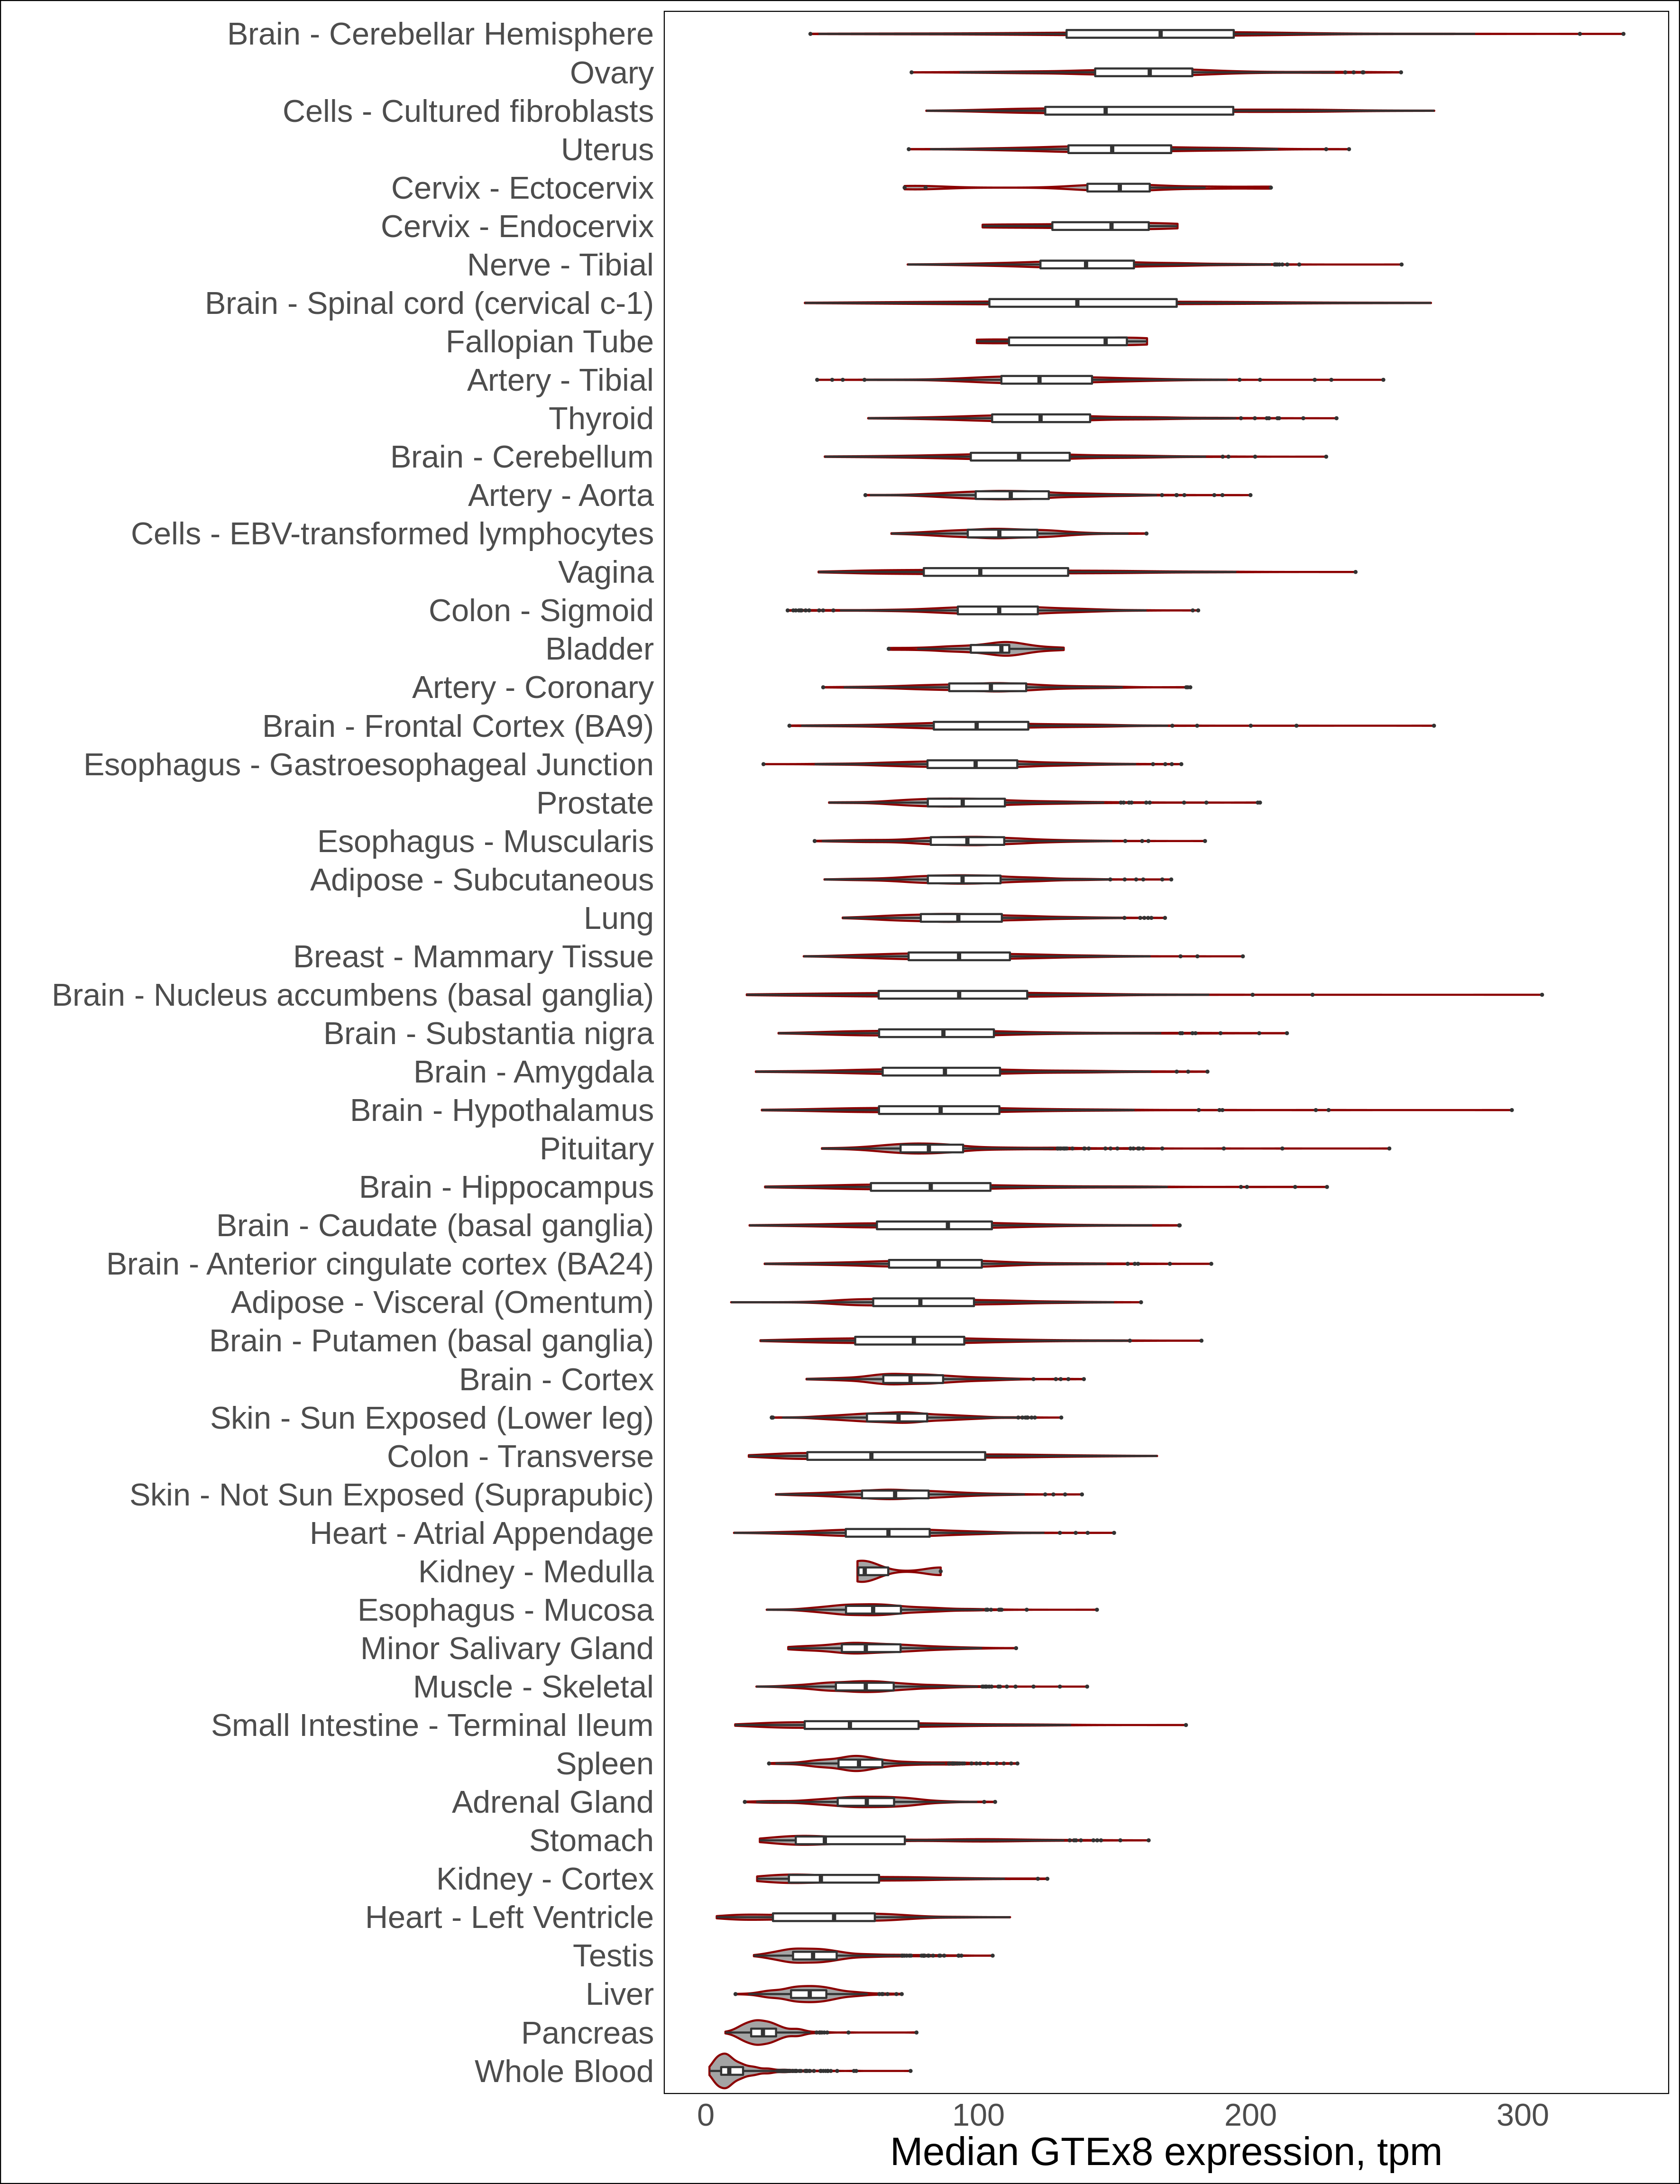 Brain - Cerebellar Hemisphere
Ovary
Cells - Cultured fibroblasts
Uterus
Cervix - Ectocervix
Cervix - Endocervix
Nerve - Tibial
Brain - Spinal cord (cervical c-1)
Fallopian Tube
Artery - Tibial
Thyroid
Brain - Cerebellum
Artery - Aorta
Cells - EBV-transformed lymphocytes
Vagina
Colon - Sigmoid
Bladder
Artery - Coronary
Brain - Frontal Cortex (BA9)
Esophagus - Gastroesophageal Junction
Prostate
Esophagus - Muscularis
Adipose - Subcutaneous
Lung
Breast - Mammary Tissue
Brain - Nucleus accumbens (basal ganglia)
Brain - Substantia nigra
Brain - Amygdala
Brain - Hypothalamus
Pituitary
Brain - Hippocampus
Brain - Caudate (basal ganglia)
Brain - Anterior cingulate cortex (BA24)
Adipose - Visceral (Omentum)
Brain - Putamen (basal ganglia)
Brain - Cortex
Skin - Sun Exposed (Lower leg)
Colon - Transverse
Skin - Not Sun Exposed (Suprapubic)
Heart - Atrial Appendage
Kidney - Medulla
Esophagus - Mucosa
Minor Salivary Gland
Muscle - Skeletal
Small Intestine - Terminal Ileum
Spleen
Adrenal Gland
Stomach
Kidney - Cortex
Heart - Left Ventricle
Testis
Liver
Pancreas
Whole Blood
0 100 200 300
Median GTEx8 expression, tpm